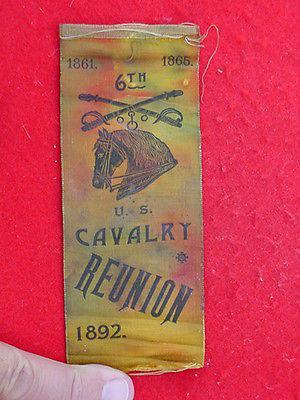 1861. 1865.
6TH
U. S.
CAVALRY
REUNION
1892.